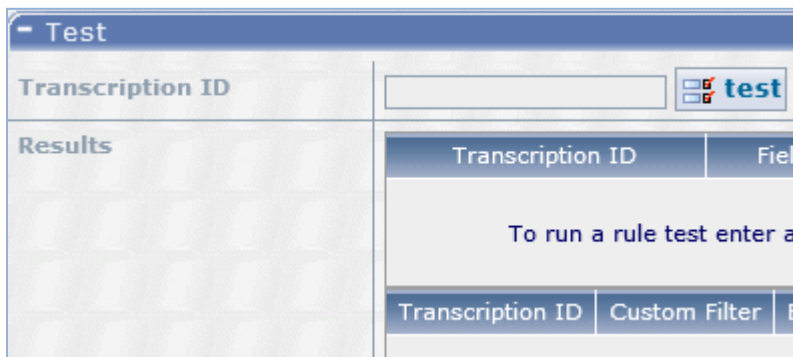 - Test
Transcription ID test
Results
Transcription ID
To run a rule test enter
Transcription ID Custom Filter